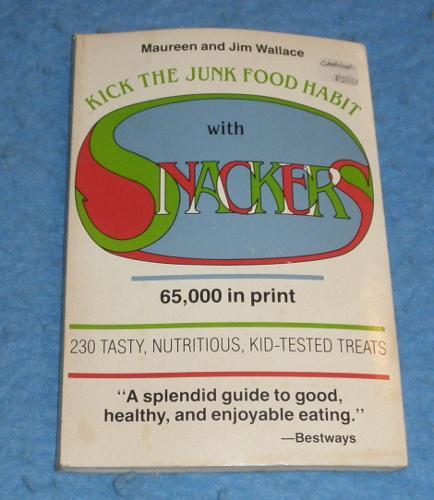 Maureen and Jim Wallace
KICK THE JUNK FOOD HABIT
with
SNACKERS
65,000 in print
230 TASTY, NUTRITIOUS, KID-TESTED TREATS
"A splendid guide to good,
healthy, and enjoyable eating."
—Bestways